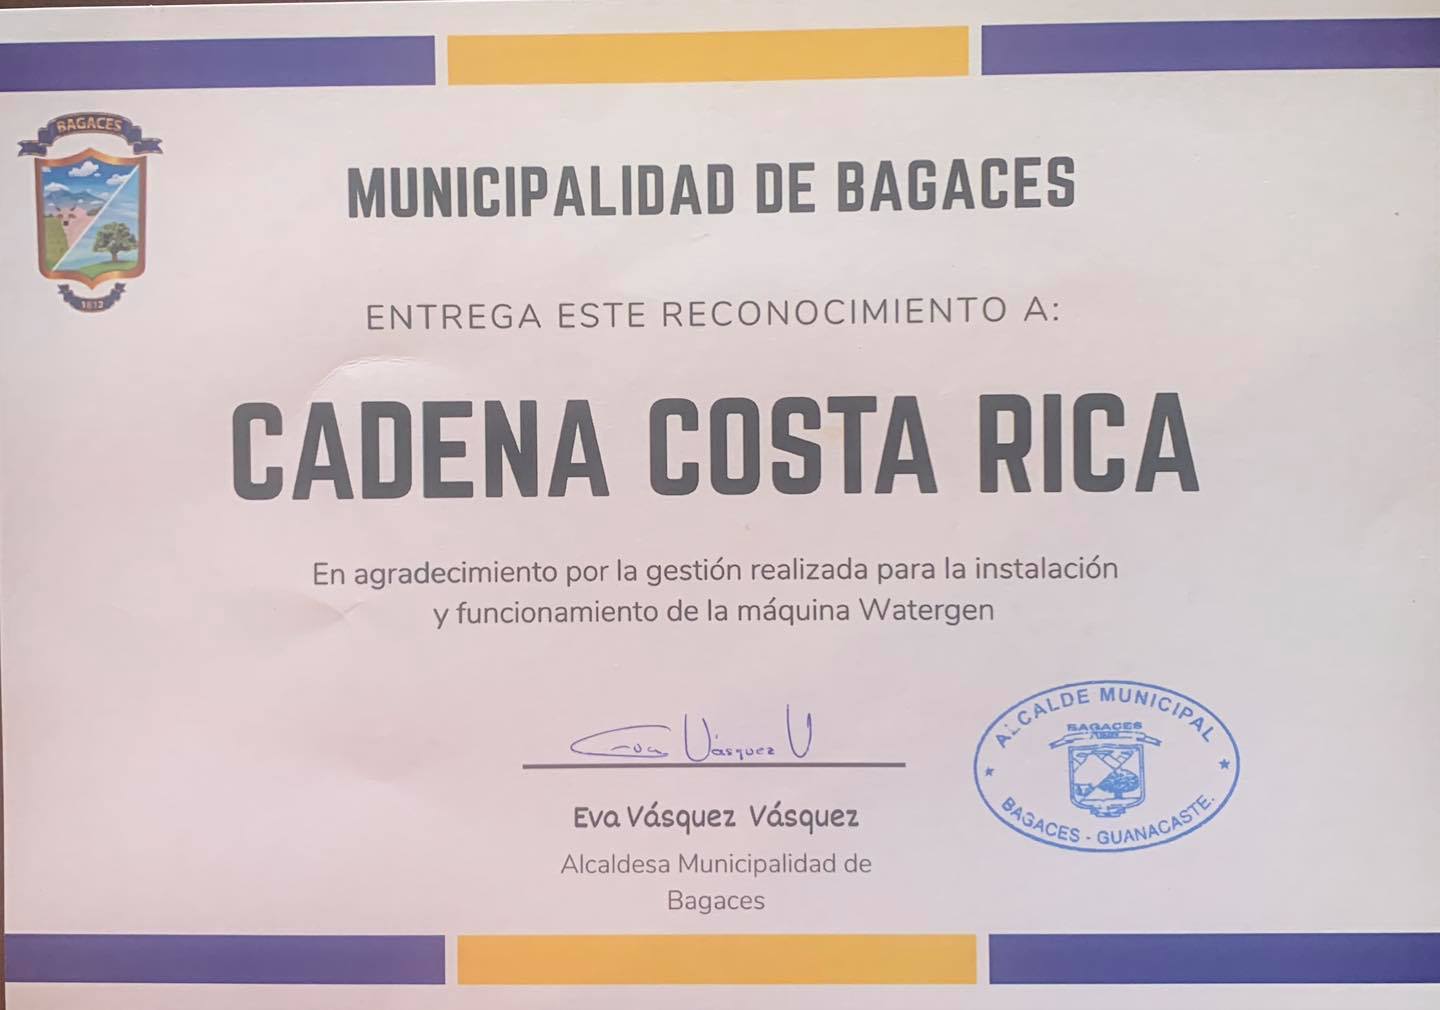 BAGACES
1812
MUNICIPALIDAD DE BAGACES
ENTREGA ESTE RECONOCIMIENTO A:
CADENA COSTA RICA
En agradecimiento por la gestión realizada para la instalación
y funcionamiento de la máquina Watergen
Eva Vásquez V
Eva Vásquez Vásquez
Alcaldesa Municipalidad de
Bagaces
ALCALDE MUNICIPAL
BAGACES
BAGACES - GUANACASTE.